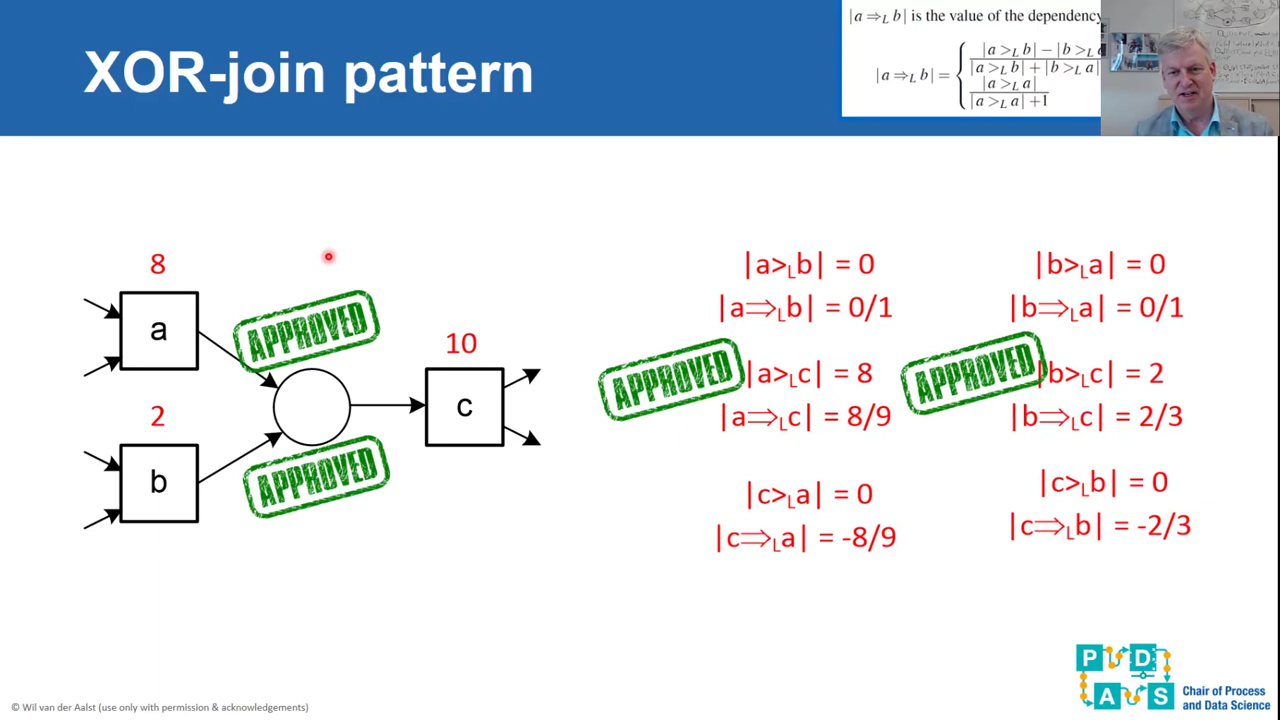 XOR-join pattern
|a⇒L b| is the value of the dependency
|a⇒L b| =
|a >L b| − |b >L a
|a >L b| + |b >L a|
|a >L a|
|a >L a| + 1
8
a
APPROVED
2
b
APPROVED
10
c
|a>Lb| = 0
|a⇒Lb| = 0/1
|b>La| = 0
|b⇒La| = 0/1
APPROVED
|a>Lc| = 8
|a⇒Lc| = 8/9
APPROVED
|b>Lc| = 2
|b⇒Lc| = 2/3
|c>La| = 0
|c⇒La| = -8/9
|c>Lb| = 0
|c⇒Lb| = -2/3
© Wil van der Aalst (use only with permission & acknowledgements)
P D
A S
Chair of Process
and Data Science